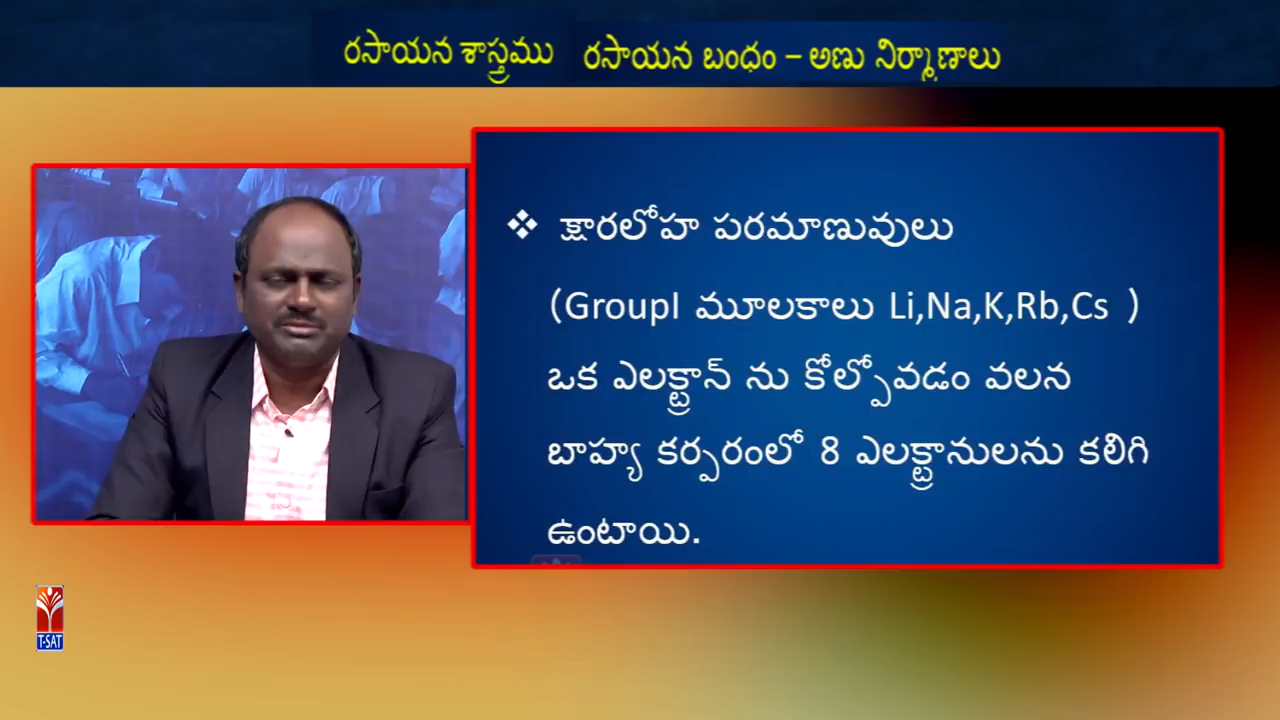 రసాయన శాస్త్రము రసాయన బంధం – అణు నిర్మాణాలు
❖ క్షారలోహ పరమాణువులు
(GroupI మూలకాలు Li,Na,K,Rb,Cs )
ఒక ఎలక్ట్రాన్ ను కోల్పోవడం వలన
బాహ్య కర్పరంలో 8 ఎలక్ట్రానులను కలిగి
ఉంటాయి.
T-SAT